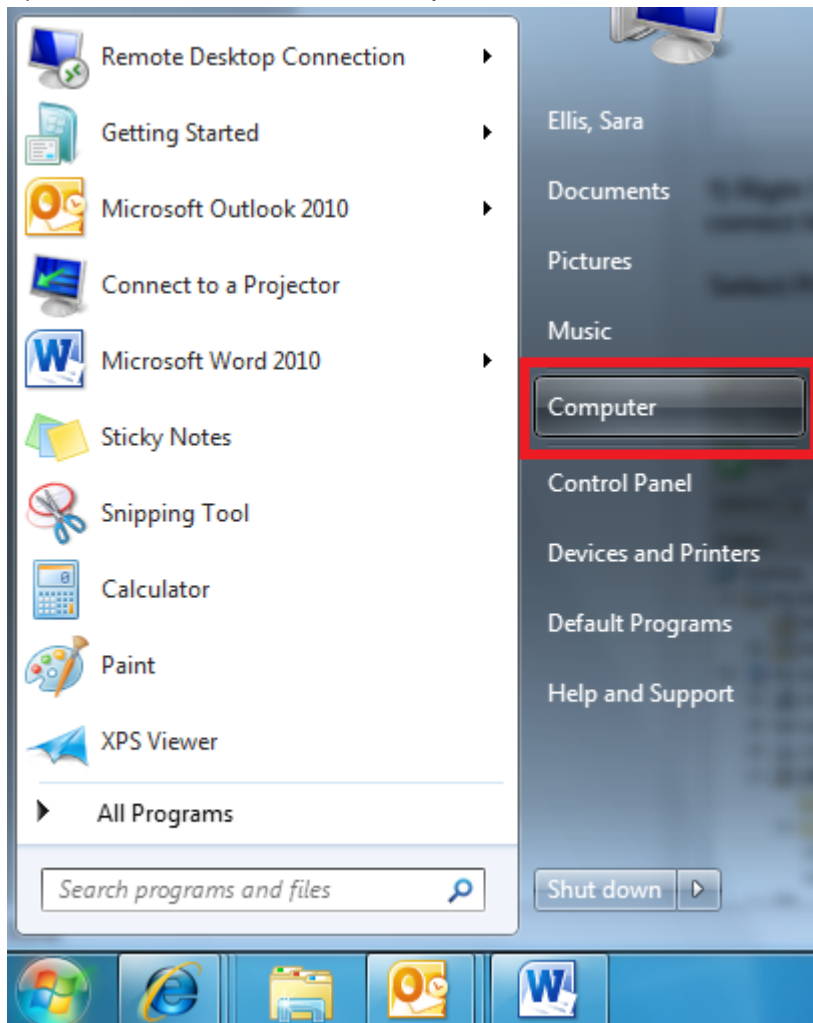 Remote Desktop Connection
Getting Started
Microsoft Outlook 2010
Connect to a Projector
Microsoft Word 2010
Sticky Notes
Snipping Tool
Calculator
Paint
XPS Viewer
All Programs
Search programs and files
Ellis, Sara
Documents
Pictures
Music
Computer
Control Panel
Devices and Printers
Default Programs
Help and Support
Shut down